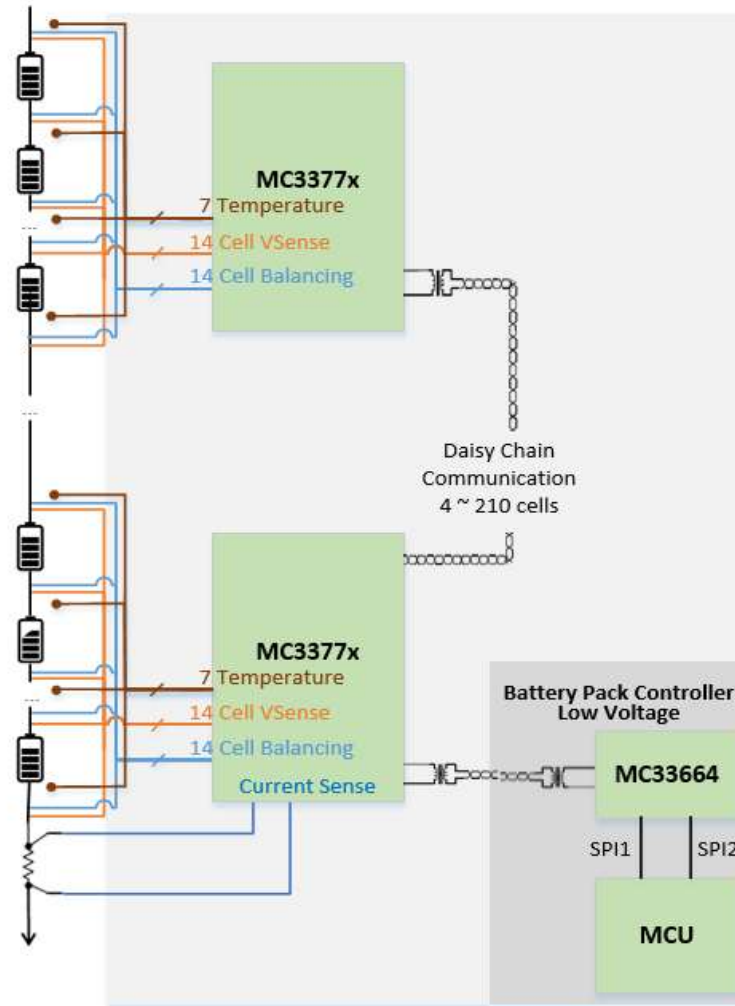 MC3377x
7 Temperature
14 Cell VSense
14 Cell Balancing
...
...
Daisy Chain
Communication
4 ~ 210 cells
MC3377x
7 Temperature
14 Cell VSense
14 Cell Balancing
Current Sense
...
Battery Pack Controller
Low Voltage
MC33664
SPI1 SPI2
MCU